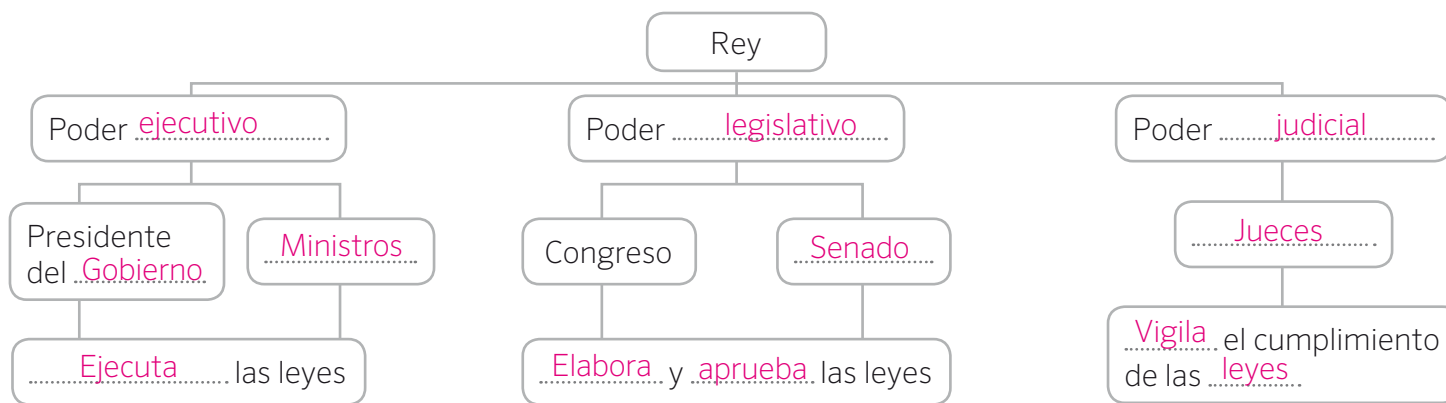 Rey
Poder ejecutivo
Poder legislativo
Poder judicial
Presidente
del Gobierno
Ministros
Congreso
Senado
Jueces
Ejecuta las leyes
Elabora y aprueba las leyes
Vigila el cumplimiento
de las leyes